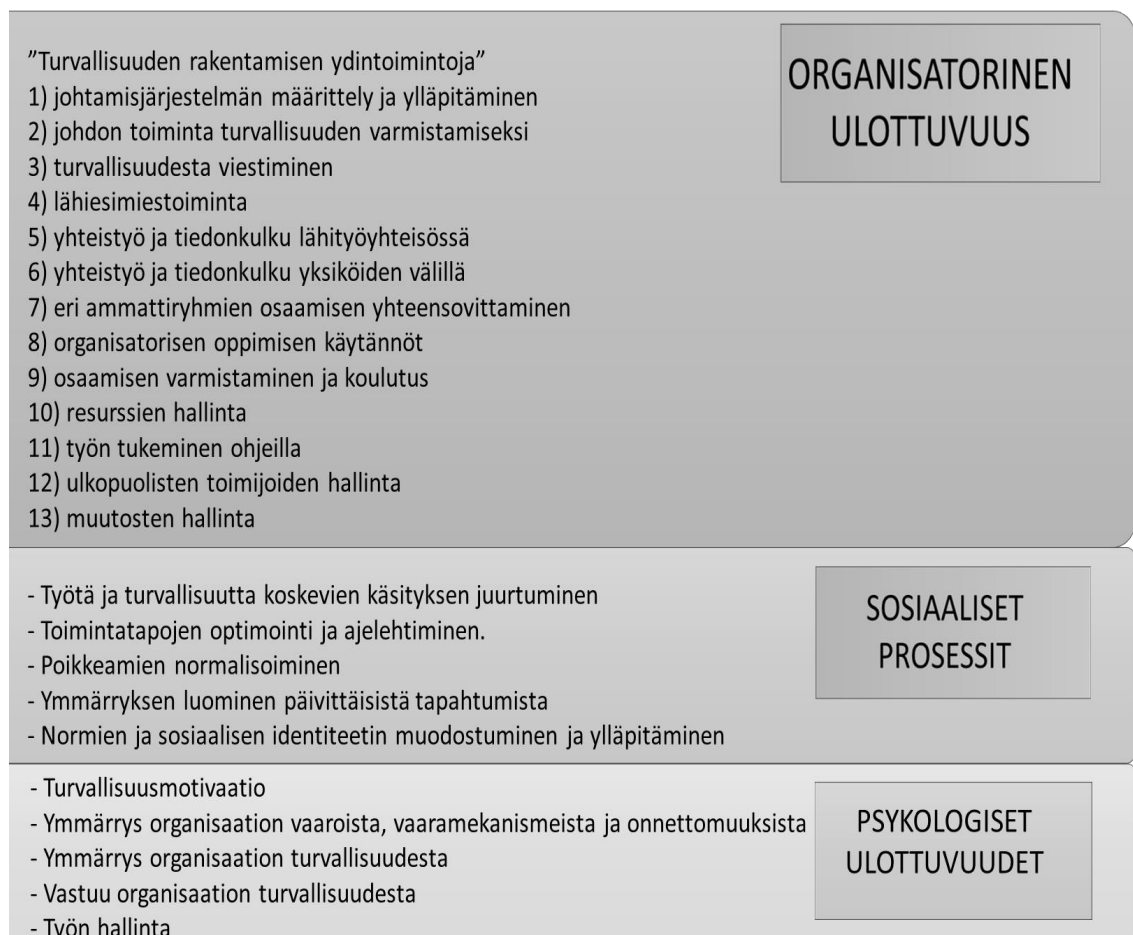 ”Turvallisuuden rakentamisen ydintoimintoja”
1) johtamisjärjestelmän määrittely ja ylläpitäminen
2) johdon toiminta turvallisuuden varmistamiseksi
3) turvallisuudesta viestiminen
4) lähiesimiestoiminta
5) yhteistyö ja tiedonkulku lähityöyhteisössä
6) yhteistyö ja tiedonkulku yksiköiden välillä
7) eri ammattiryhmien osaamisen yhteensovittaminen
8) organisatorisen oppimisen käytännöt
9) osaamisen varmistaminen ja koulutus
10) resurssien hallinta
11) työn tukeminen ohjeilla
12) ulkopuolisten toimijoiden hallinta
13) muutosten hallinta
ORGANISATORINEN
ULOTTUVUUS
- Työtä ja turvallisuutta koskevien käsityksen juurtuminen
- Toimintatapojen optimointi ja ajelehtiminen.
- Poikkeamien normalisoiminen
- Ymmärryksen luominen päivittäisistä tapahtumista
- Normien ja sosiaalisen identiteetin muodostuminen ja ylläpitäminen
SOSIAALISET
PROSESSIT
- Turvallisuusmotivaatio
- Ymmärrys organisaation vaaroista, vaaramekanismeista ja onnettomuuksista
- Ymmärrys organisaation turvallisuudesta
- Vastuu organisaation turvallisuudesta
- Työn hallinta
PSYKOLOGISET
ULOTTUVUUDET